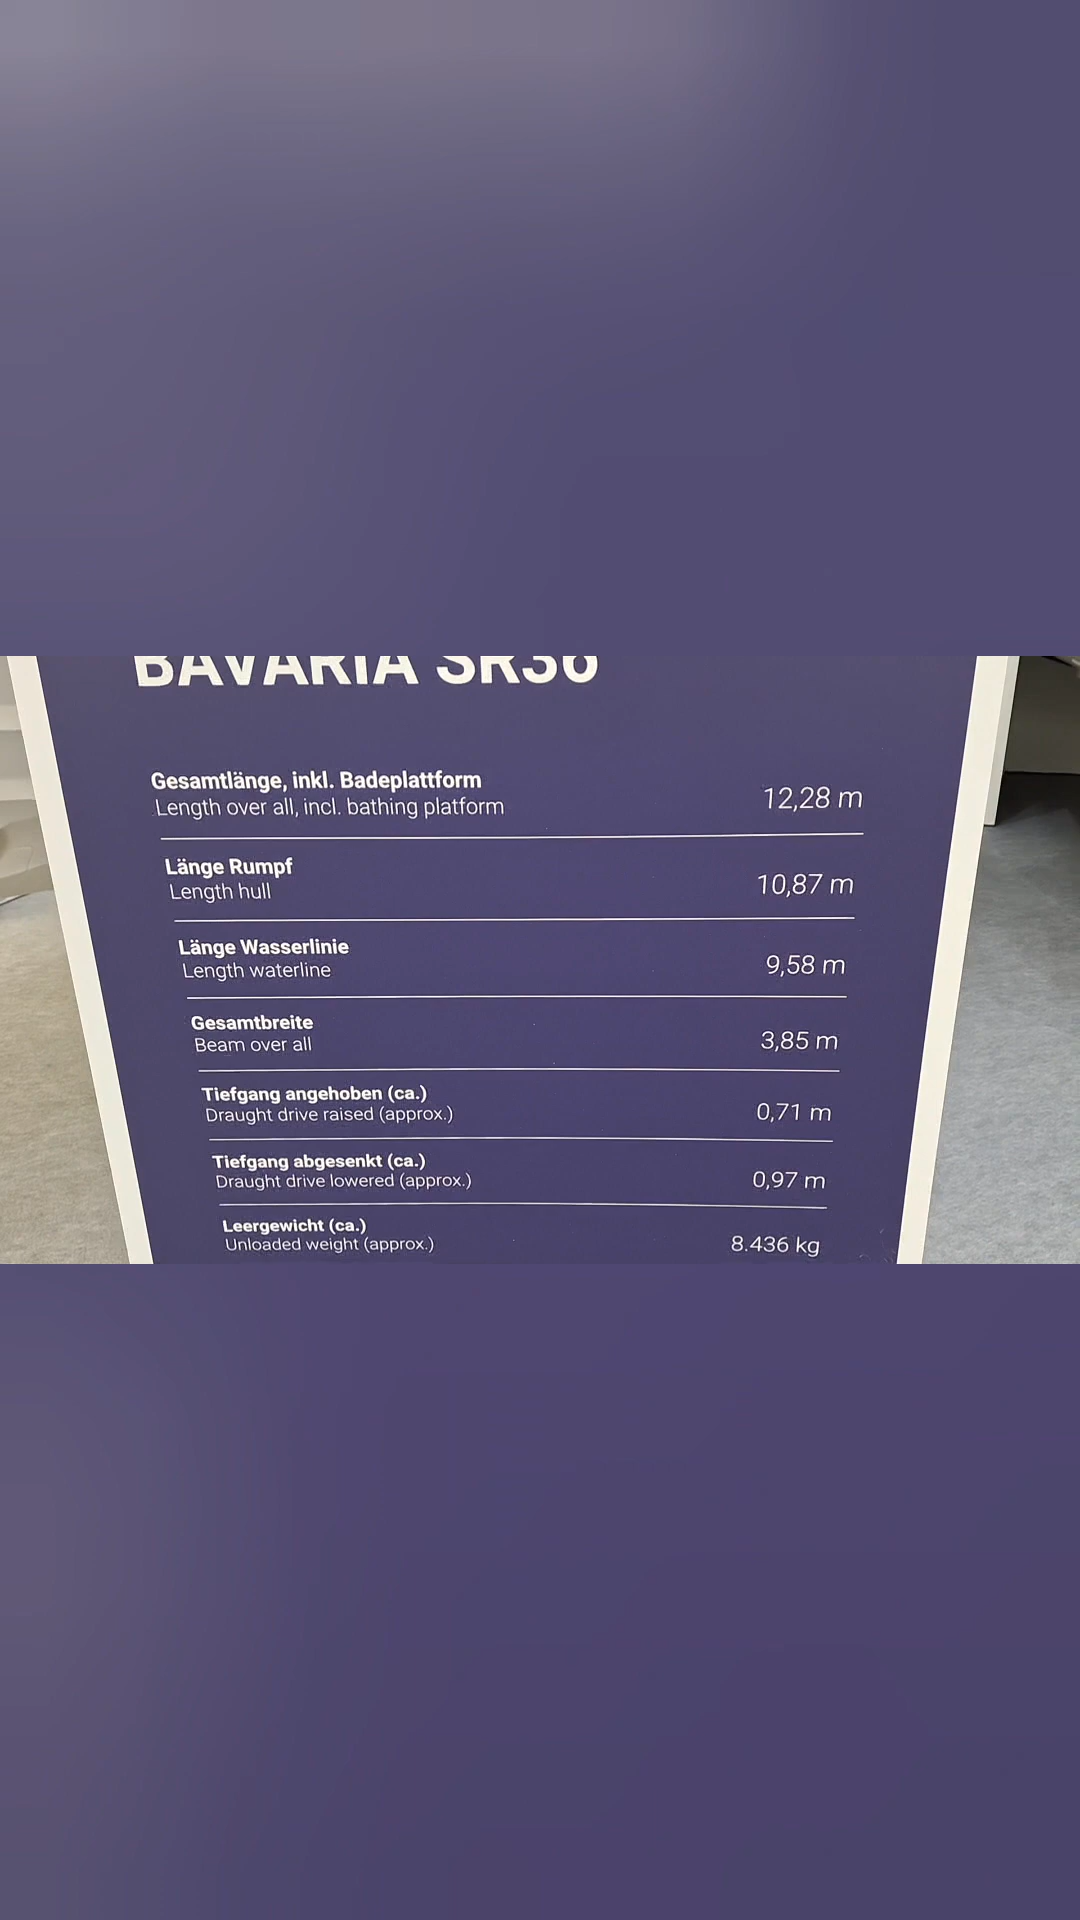 BAVARIA SR36
Gesamtlänge, inkl. Badeplattform
Length over all, incl. bathing platform
12,28 m
Länge Rumpf
Length hull
10,87 m
Länge Wasserlinie
Length waterline
9,58 m
Gesamtbreite
Beam over all
3,85 m
Tiefgang angehoben (ca.)
Draught drive raised (approx.)
0,71 m
Tiefgang abgesenkt (ca.)
Draught drive lowered (approx.)
0,97 m
Leergewicht (ca.)
Unloaded weight (approx.)
8.436 kg